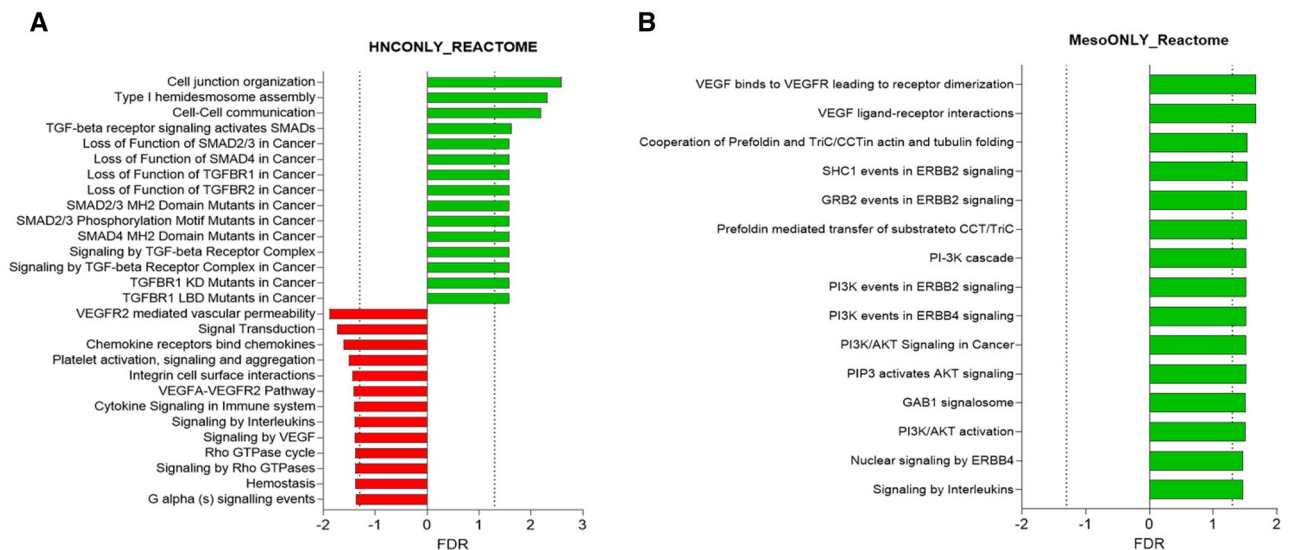 A
HNCONLY_REACTOME
Cell junction organization
Type I hemidesmosome assembly
Cell-Cell communication
TGF-beta receptor signaling activates SMADs
Loss of Function of SMAD2/3 in Cancer
Loss of Function of SMAD4 in Cancer
Loss of Function of TGFBR1 in Cancer
Loss of Function of TGFBR2 in Cancer
SMAD2/3 MH2 Domain Mutants in Cancer
SMAD2/3 Phosphorylation Motif Mutants in Cancer
SMAD4 MH2 Domain Mutants in Cancer
Signaling by TGF-beta Receptor Complex
Signaling by TGF-beta Receptor Complex in Cancer
TGFBR1 KD Mutants in Cancer
TGFBR1 LBD Mutants in Cancer
VEGFR2 mediated vascular permeability
Signal Transduction
Chemokine receptors bind chemokines
Platelet activation, signaling and aggregation
Integrin cell surface interactions
VEGFA-VEGFR2 Pathway
Cytokine Signaling in Immune system
Signaling by Interleukins
Signaling by VEGF
Rho GTPase cycle
Signaling by Rho GTPases
Hemostasis
G alpha (s) signalling events
-2 -1 0 1 2 3
FDR
B
MesoONLY_Reactome
VEGF binds to VEGFR leading to receptor dimerization
VEGF ligand-receptor interactions
Cooperation of Prefoldin and TriC/CCTin actin and tubulin folding
SHC1 events in ERBB2 signaling
GRB2 events in ERBB2 signaling
Prefoldin mediated transfer of substrateto CCT/TriC
PI-3K cascade
PI3K events in ERBB2 signaling
PI3K events in ERBB4 signaling
PI3K/AKT Signaling in Cancer
PIP3 activates AKT signaling
GAB1 signalosome
PI3K/AKT activation
Nuclear signaling by ERBB4
Signaling by Interleukins
-2 -1 0 1 2
FDR